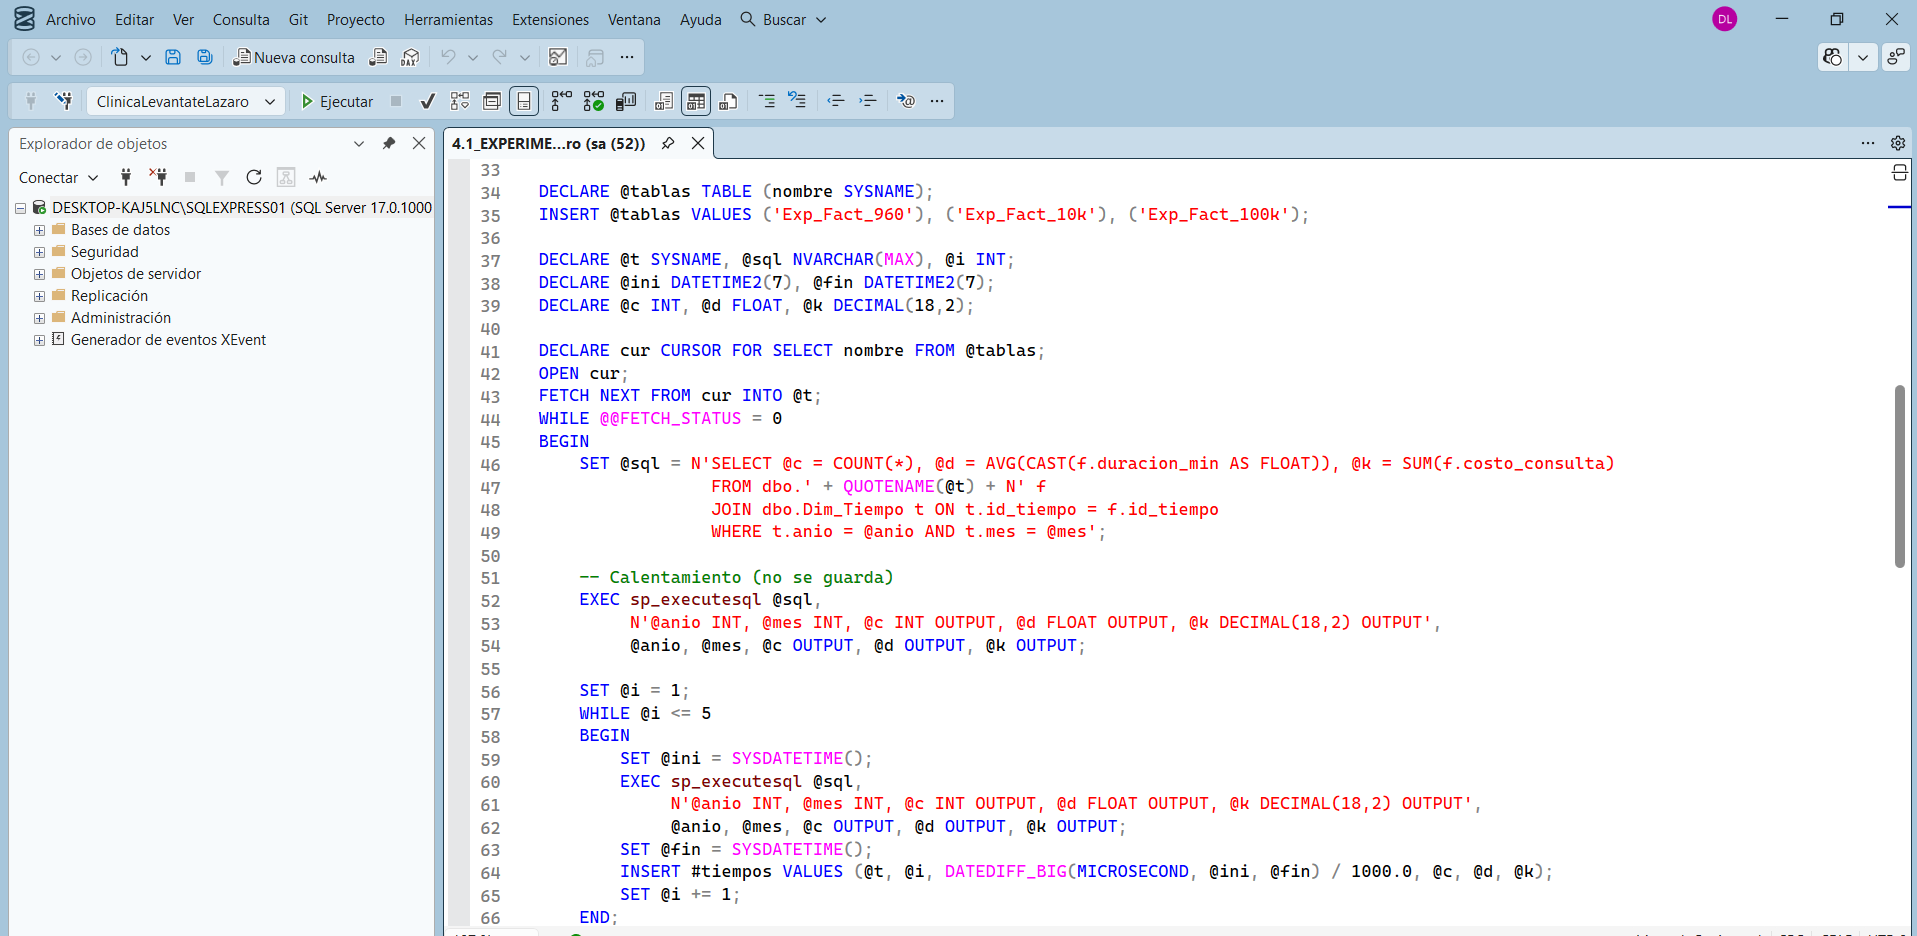 Archivo Editar Ver Consulta Git Proyecto Herramientas Extensiones Ventana Ayuda Buscar DL
Nueva consulta DAX
ClinicaLevantateLazaro Ejecutar
Explorador de objetos
Conectar
DESKTOP-KAJ5LNC\SQLEXPRESS01 (SQL Server 17.0.1000
Bases de datos
Seguridad
Objetos de servidor
Replicación
Administración
Generador de eventos XEvent
4.1_EXPERIME...ro (sa (52))
33
34 DECLARE @tablas TABLE (nombre SYSNAME);
35 INSERT @tablas VALUES ('Exp_Fact_960'), ('Exp_Fact_10k'), ('Exp_Fact_100k');
36
37 DECLARE @t SYSNAME, @sql NVARCHAR(MAX), @i INT;
38 DECLARE @ini DATETIME2(7), @fin DATETIME2(7);
39 DECLARE @c INT, @d FLOAT, @k DECIMAL(18,2);
40
41 DECLARE cur CURSOR FOR SELECT nombre FROM @tablas;
42 OPEN cur;
43 FETCH NEXT FROM cur INTO @t;
44 WHILE @@FETCH_STATUS = 0
45 BEGIN
46 SET @sql = N'SELECT @c = COUNT(*), @d = AVG(CAST(f.duracion_min AS FLOAT)), @k = SUM(f.costo_consulta)
47 FROM dbo.' + QUOTENAME(@t) + N' f
48 JOIN dbo.Dim_Tiempo t ON t.id_tiempo = f.id_tiempo
49 WHERE t.anio = @anio AND t.mes = @mes';
50
51 -- Calentamiento (no se guarda)
52 EXEC sp_executesql @sql,
53 N'@anio INT, @mes INT, @c INT OUTPUT, @d FLOAT OUTPUT, @k DECIMAL(18,2) OUTPUT',
54 @anio, @mes, @c OUTPUT, @d OUTPUT, @k OUTPUT;
55
56 SET @i = 1;
57 WHILE @i <= 5
58 BEGIN
59 SET @ini = SYSDATETIME();
60 EXEC sp_executesql @sql,
61 N'@anio INT, @mes INT, @c INT OUTPUT, @d FLOAT OUTPUT, @k DECIMAL(18,2) OUTPUT',
62 @anio, @mes, @c OUTPUT, @d OUTPUT, @k OUTPUT;
63 SET @fin = SYSDATETIME();
64 INSERT #tiempos VALUES (@t, @i, DATEDIFF_BIG(MICROSECOND, @ini, @fin) / 1000.0, @c, @d, @k);
65 SET @i += 1;
66 END;